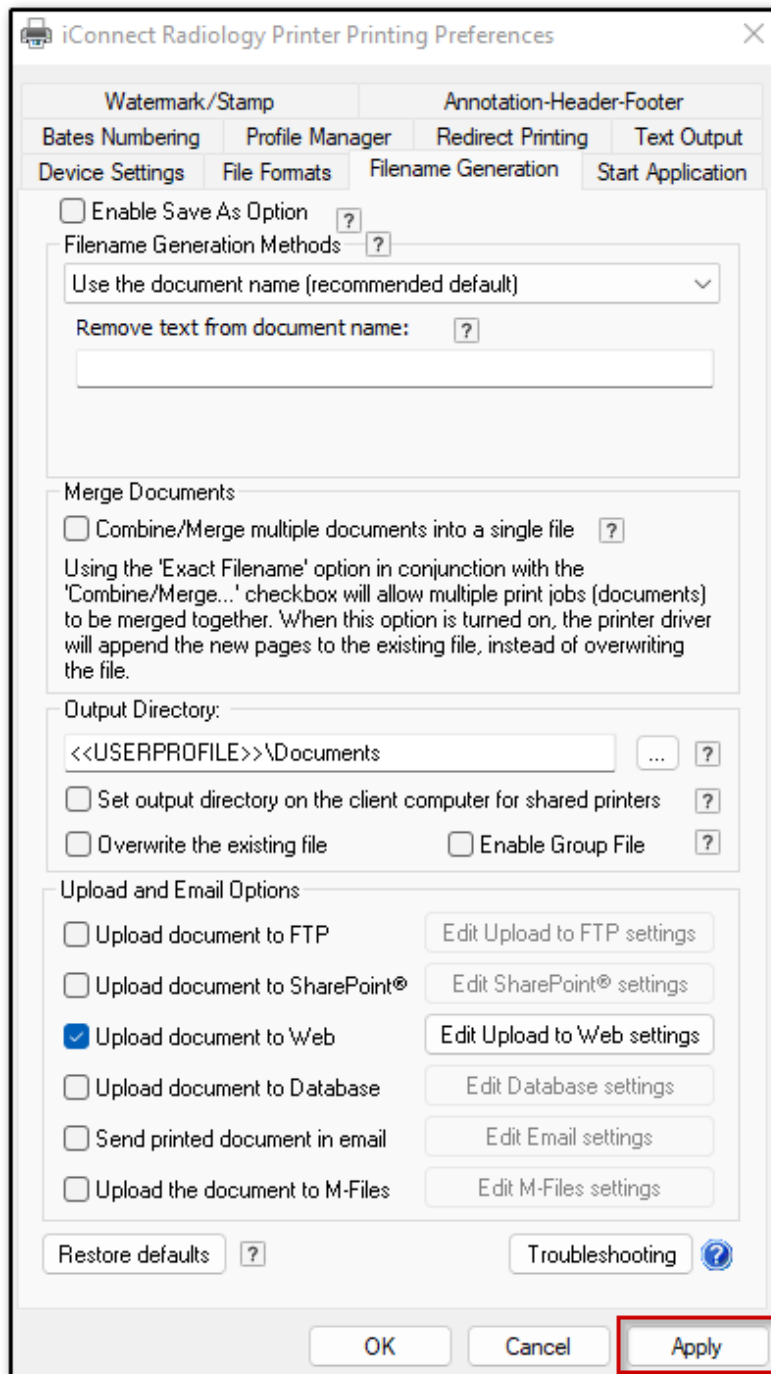 iConnect Radiology Printer Printing Preferences
Watermark/Stamp Annotation-Header-Footer
Bates Numbering Profile Manager Redirect Printing Text Output
Device Settings File Formats Filename Generation Start Application
Enable Save As Option ?
Filename Generation Methods ?
Use the document name (recommended default)
Remove text from document name: ?
Merge Documents
Combine/Merge multiple documents into a single file ?
Using the 'Exact Filename' option in conjunction with the
'Combine/Merge...' checkbox will allow multiple print jobs (documents)
to be merged together. When this option is turned on, the printer driver
will append the new pages to the existing file, instead of overwriting
the file.
Output Directory:
<<USERPROFILE>>\Documents ... ?
Set output directory on the client computer for shared printers ?
Overwrite the existing file Enable Group File ?
Upload and Email Options
Upload document to FTP Edit Upload to FTP settings
Upload document to SharePoint® Edit SharePoint® settings
Upload document to Web Edit Upload to Web settings
Upload document to Database Edit Database settings
Send printed document in email Edit Email settings
Upload the document to M-Files Edit M-Files settings
Restore defaults ? Troubleshooting ?
OK Cancel Apply